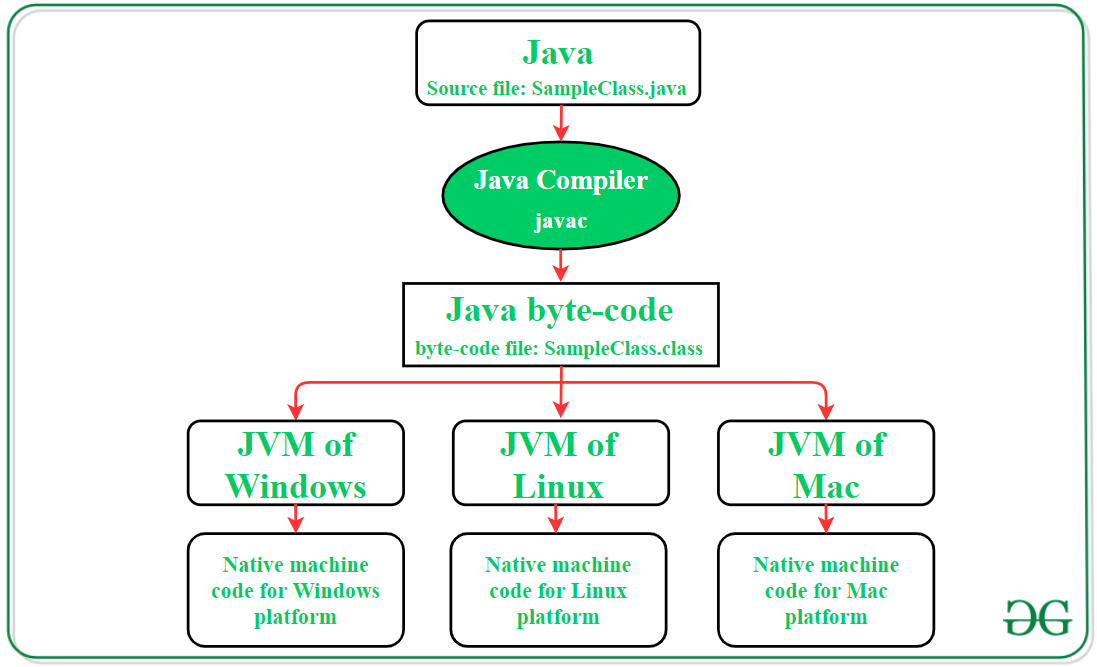 Java
Source file: SampleClass.java
Java Compiler
javac
Java byte-code
byte-code file: SampleClass.class
JVM of
Windows
JVM of
Linux
JVM of
Mac
Native machine
code for Windows
platform
Native machine
code for Linux
platform
Native machine
code for Mac
platform